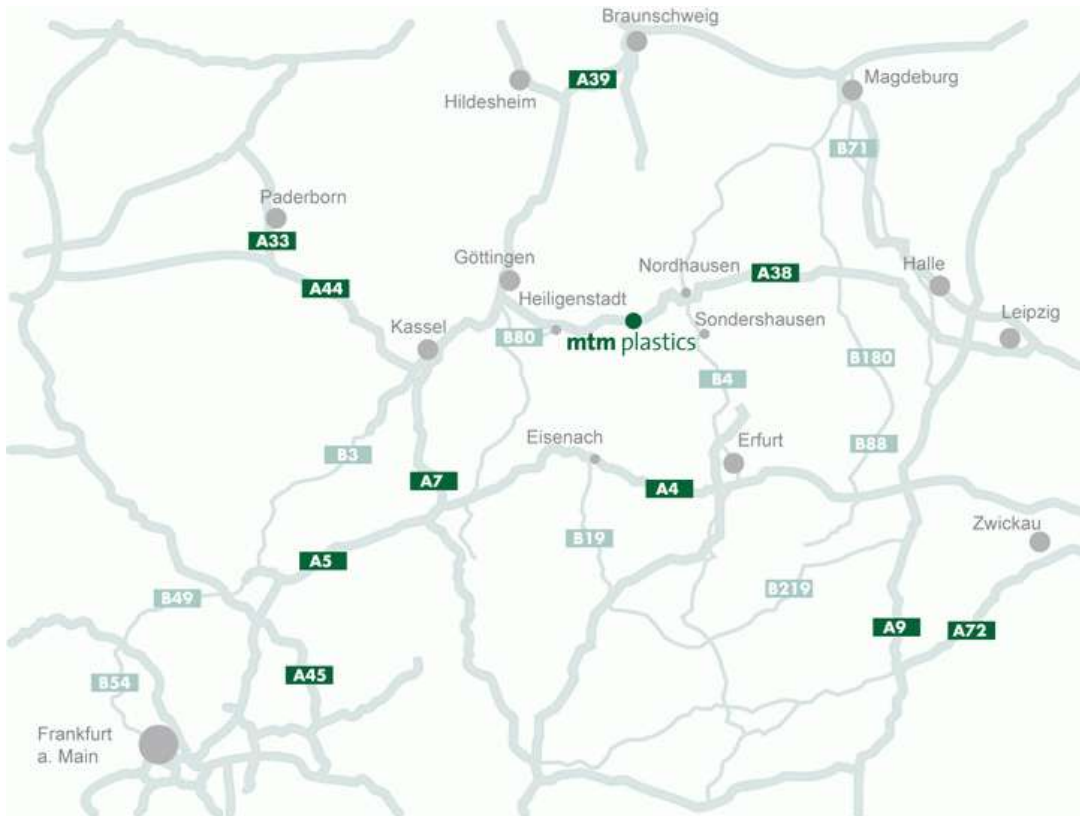 Braunschweig
A39
Magdeburg
Hildesheim
B71
Paderborn
A33
Göttingen
Nordhausen
A38
Halle
A44
Heiligenstadt
Leipzig
Kassel
B80
mtm plastics
Sondershausen
B180
B4
Eisenach
Erfurt
B88
B3
A7
A4
Zwickau
B19
A5
B219
B49
A9
A72
A45
B54
Frankfurt
a. Main